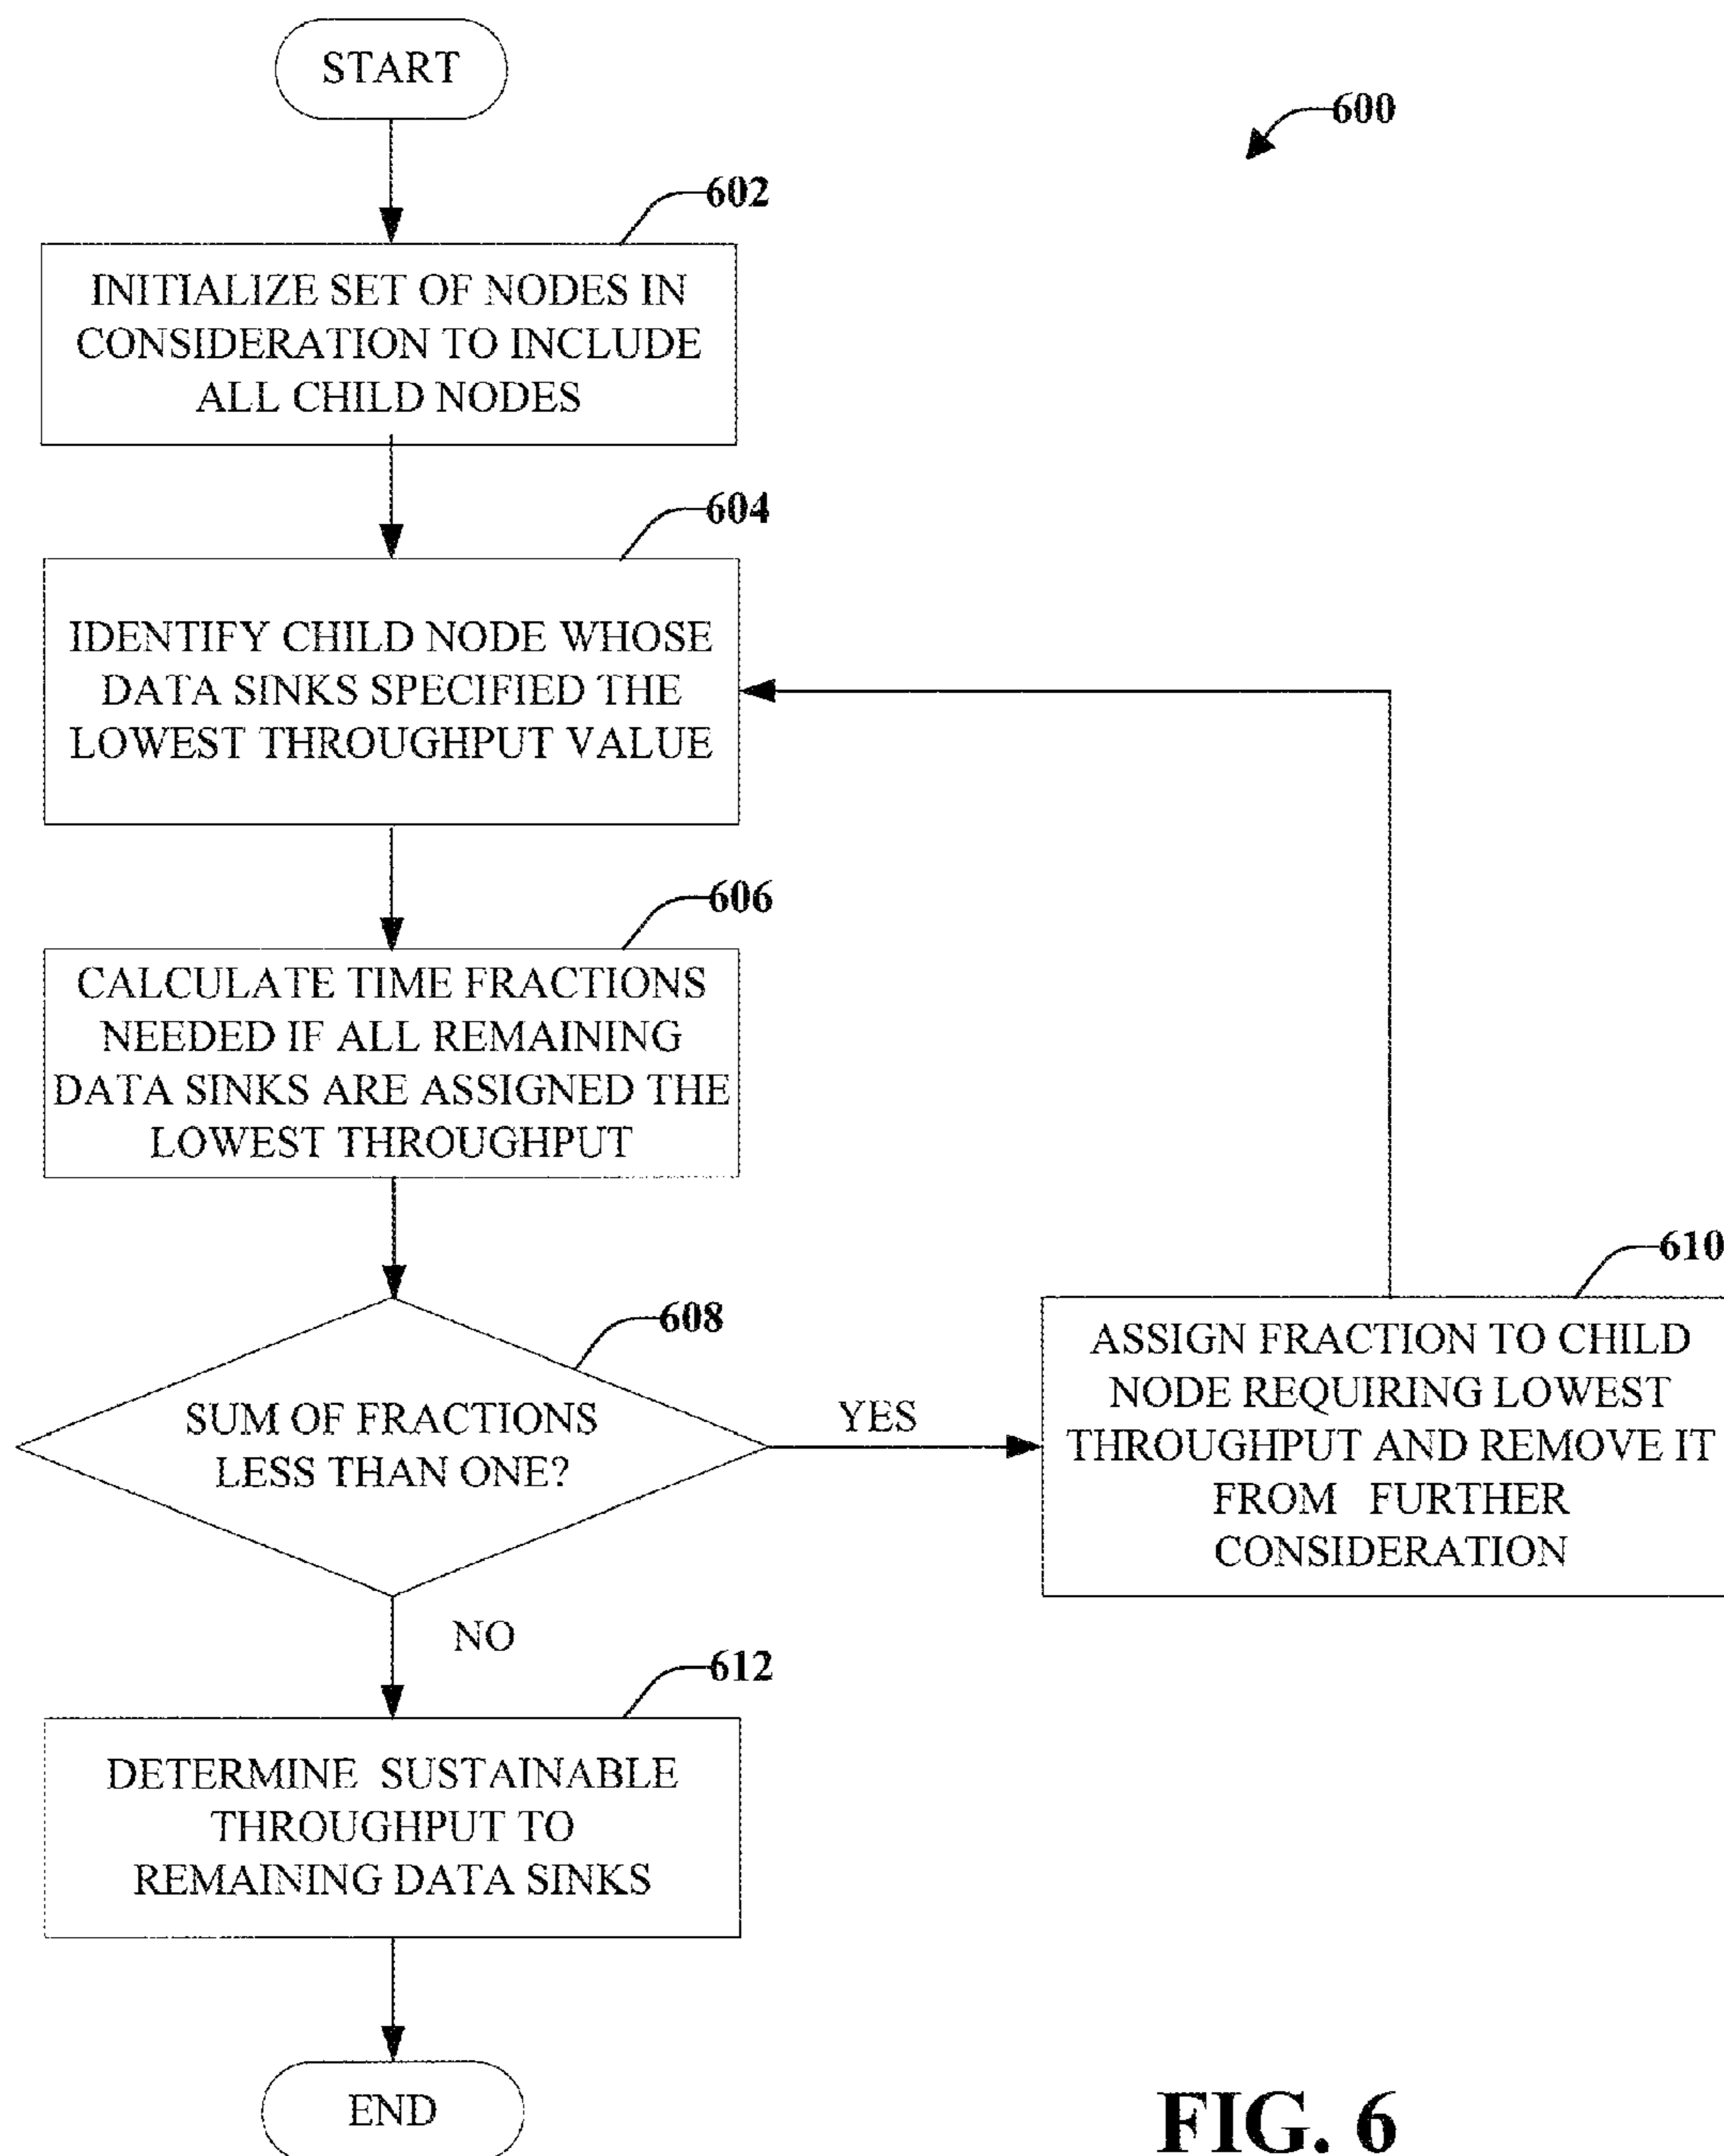 START
600
602
INITIALIZE SET OF NODES IN
CONSIDERATION TO INCLUDE
ALL CHILD NODES
604
IDENTIFY CHILD NODE WHOSE
DATA SINKS SPECIFIED THE
LOWEST THROUGHPUT VALUE
606
CALCULATE TIME FRACTIONS
NEEDED IF ALL REMAINING
DATA SINKS ARE ASSIGNED THE
LOWEST THROUGHPUT
608
SUM OF FRACTIONS
LESS THAN ONE?
YES
610
ASSIGN FRACTION TO CHILD
NODE REQUIRING LOWEST
THROUGHPUT AND REMOVE IT
FROM FURTHER
CONSIDERATION
NO
612
DETERMINE SUSTAINABLE
THROUGHPUT TO
REMAINING DATA SINKS
END
FIG. 6